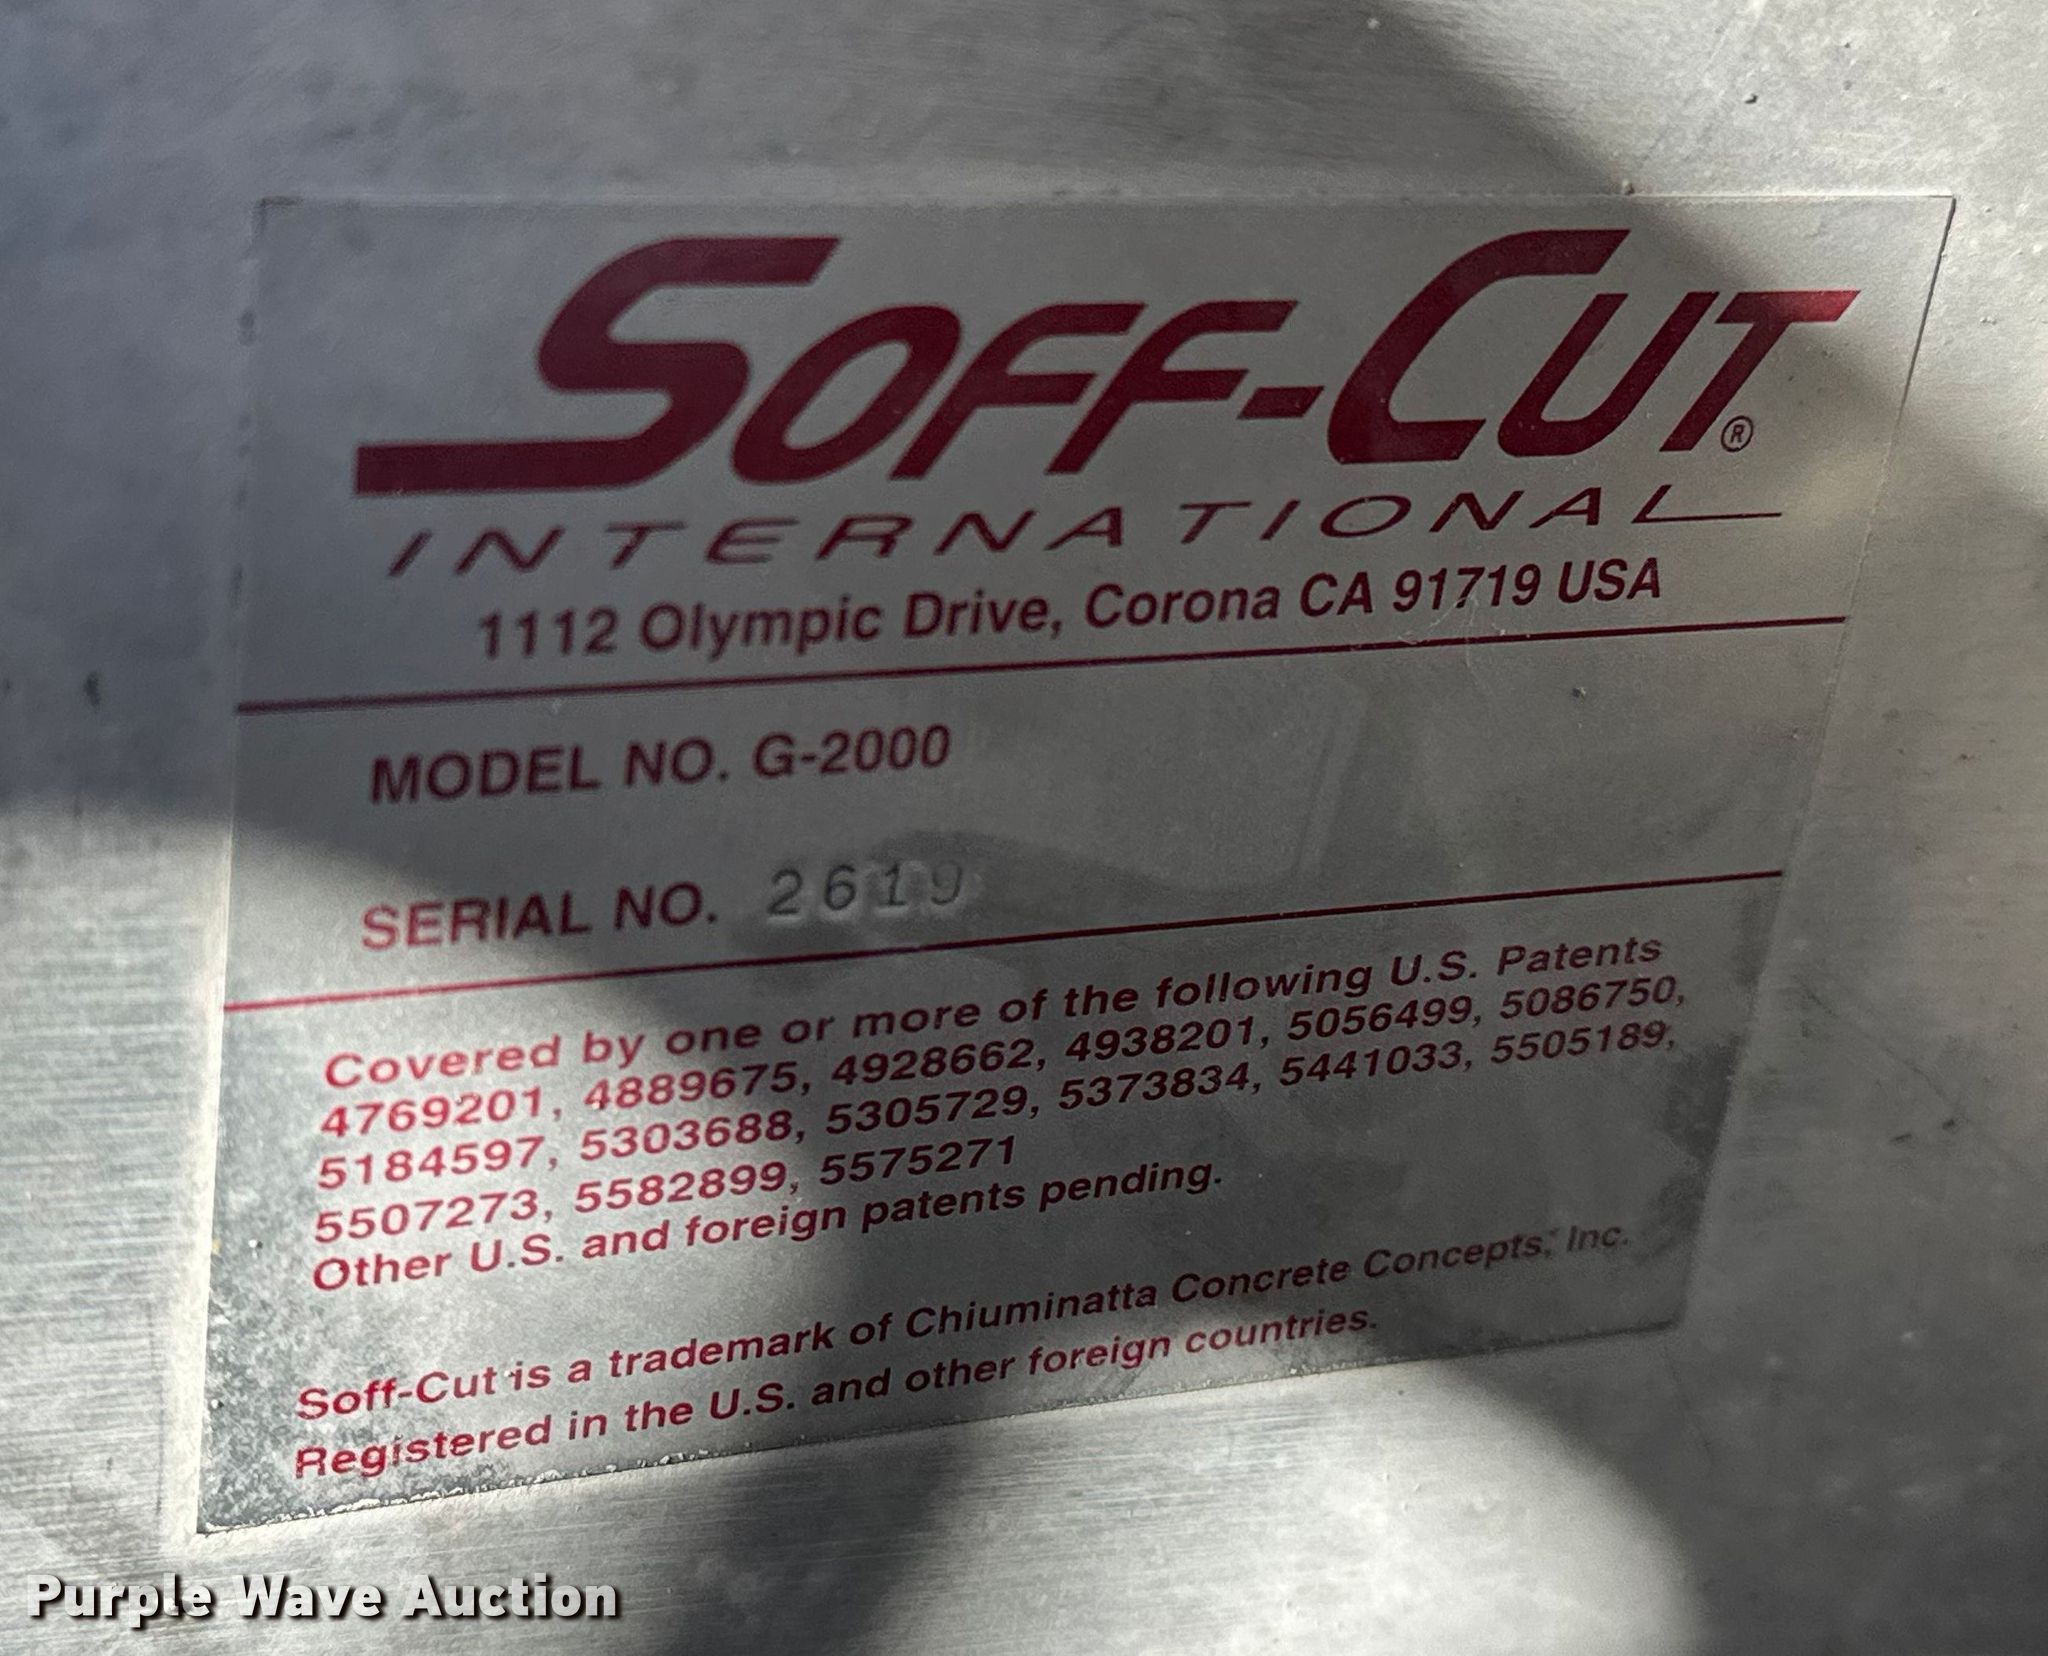 SOFF-CUT®
INTERNATIONAL
1112 Olympic Drive, Corona CA 91719 USA
MODEL NO. G-2000
SERIAL NO. 2619
Covered by one or more of the following U.S. Patents
4769201, 4889675, 4928662, 4938201, 5056499, 5086750,
5184597, 5303688, 5305729, 5373834, 5441033, 5505189,
5507273, 5582899, 5575271
Other U.S. and foreign patents pending.
Soff-Cut is a trademark of Chiuminatta Concrete Concepts, Inc.
Registered in the U.S. and other foreign countries.
Purple Wave Auction